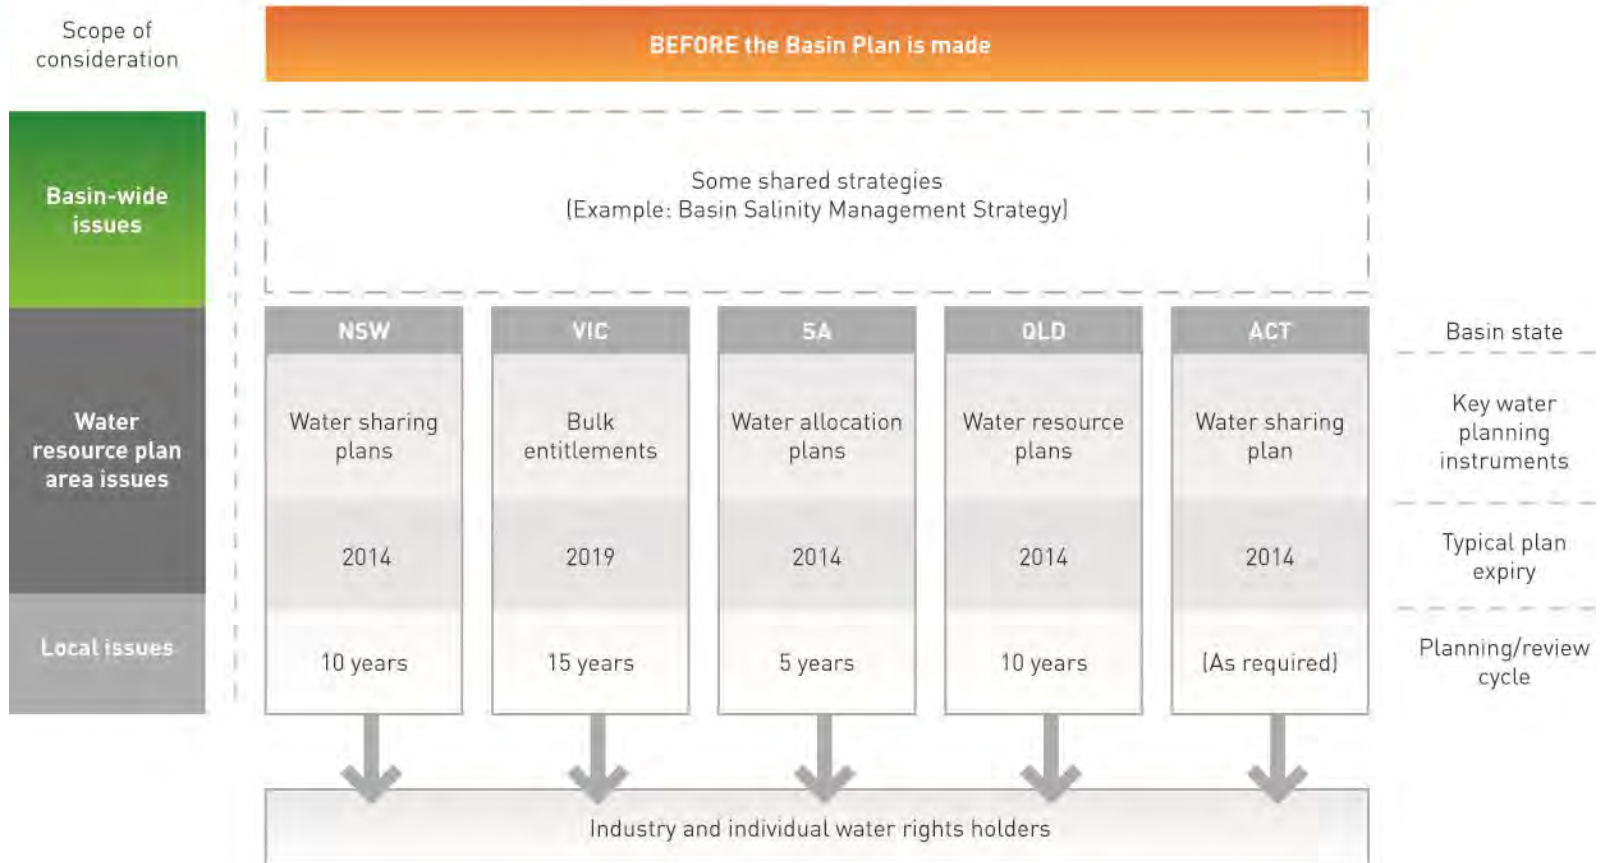 Scope of
consideration
BEFORE the Basin Plan is made
Basin-wide
issues
Some shared strategies
(Example: Basin Salinity Management Strategy)
NSW
VIC
SA
QLD
ACT
Basin state
Water
resource plan
area issues
Water sharing
plans
Bulk
entitlements
Water allocation
plans
Water resource
plans
Water sharing
plan
Key water
planning
instruments
2014
2019
2014
2014
2014
Typical plan
expiry
Local issues
10 years
15 years
5 years
10 years
(As required)
Planning/review
cycle
Industry and individual water rights holders